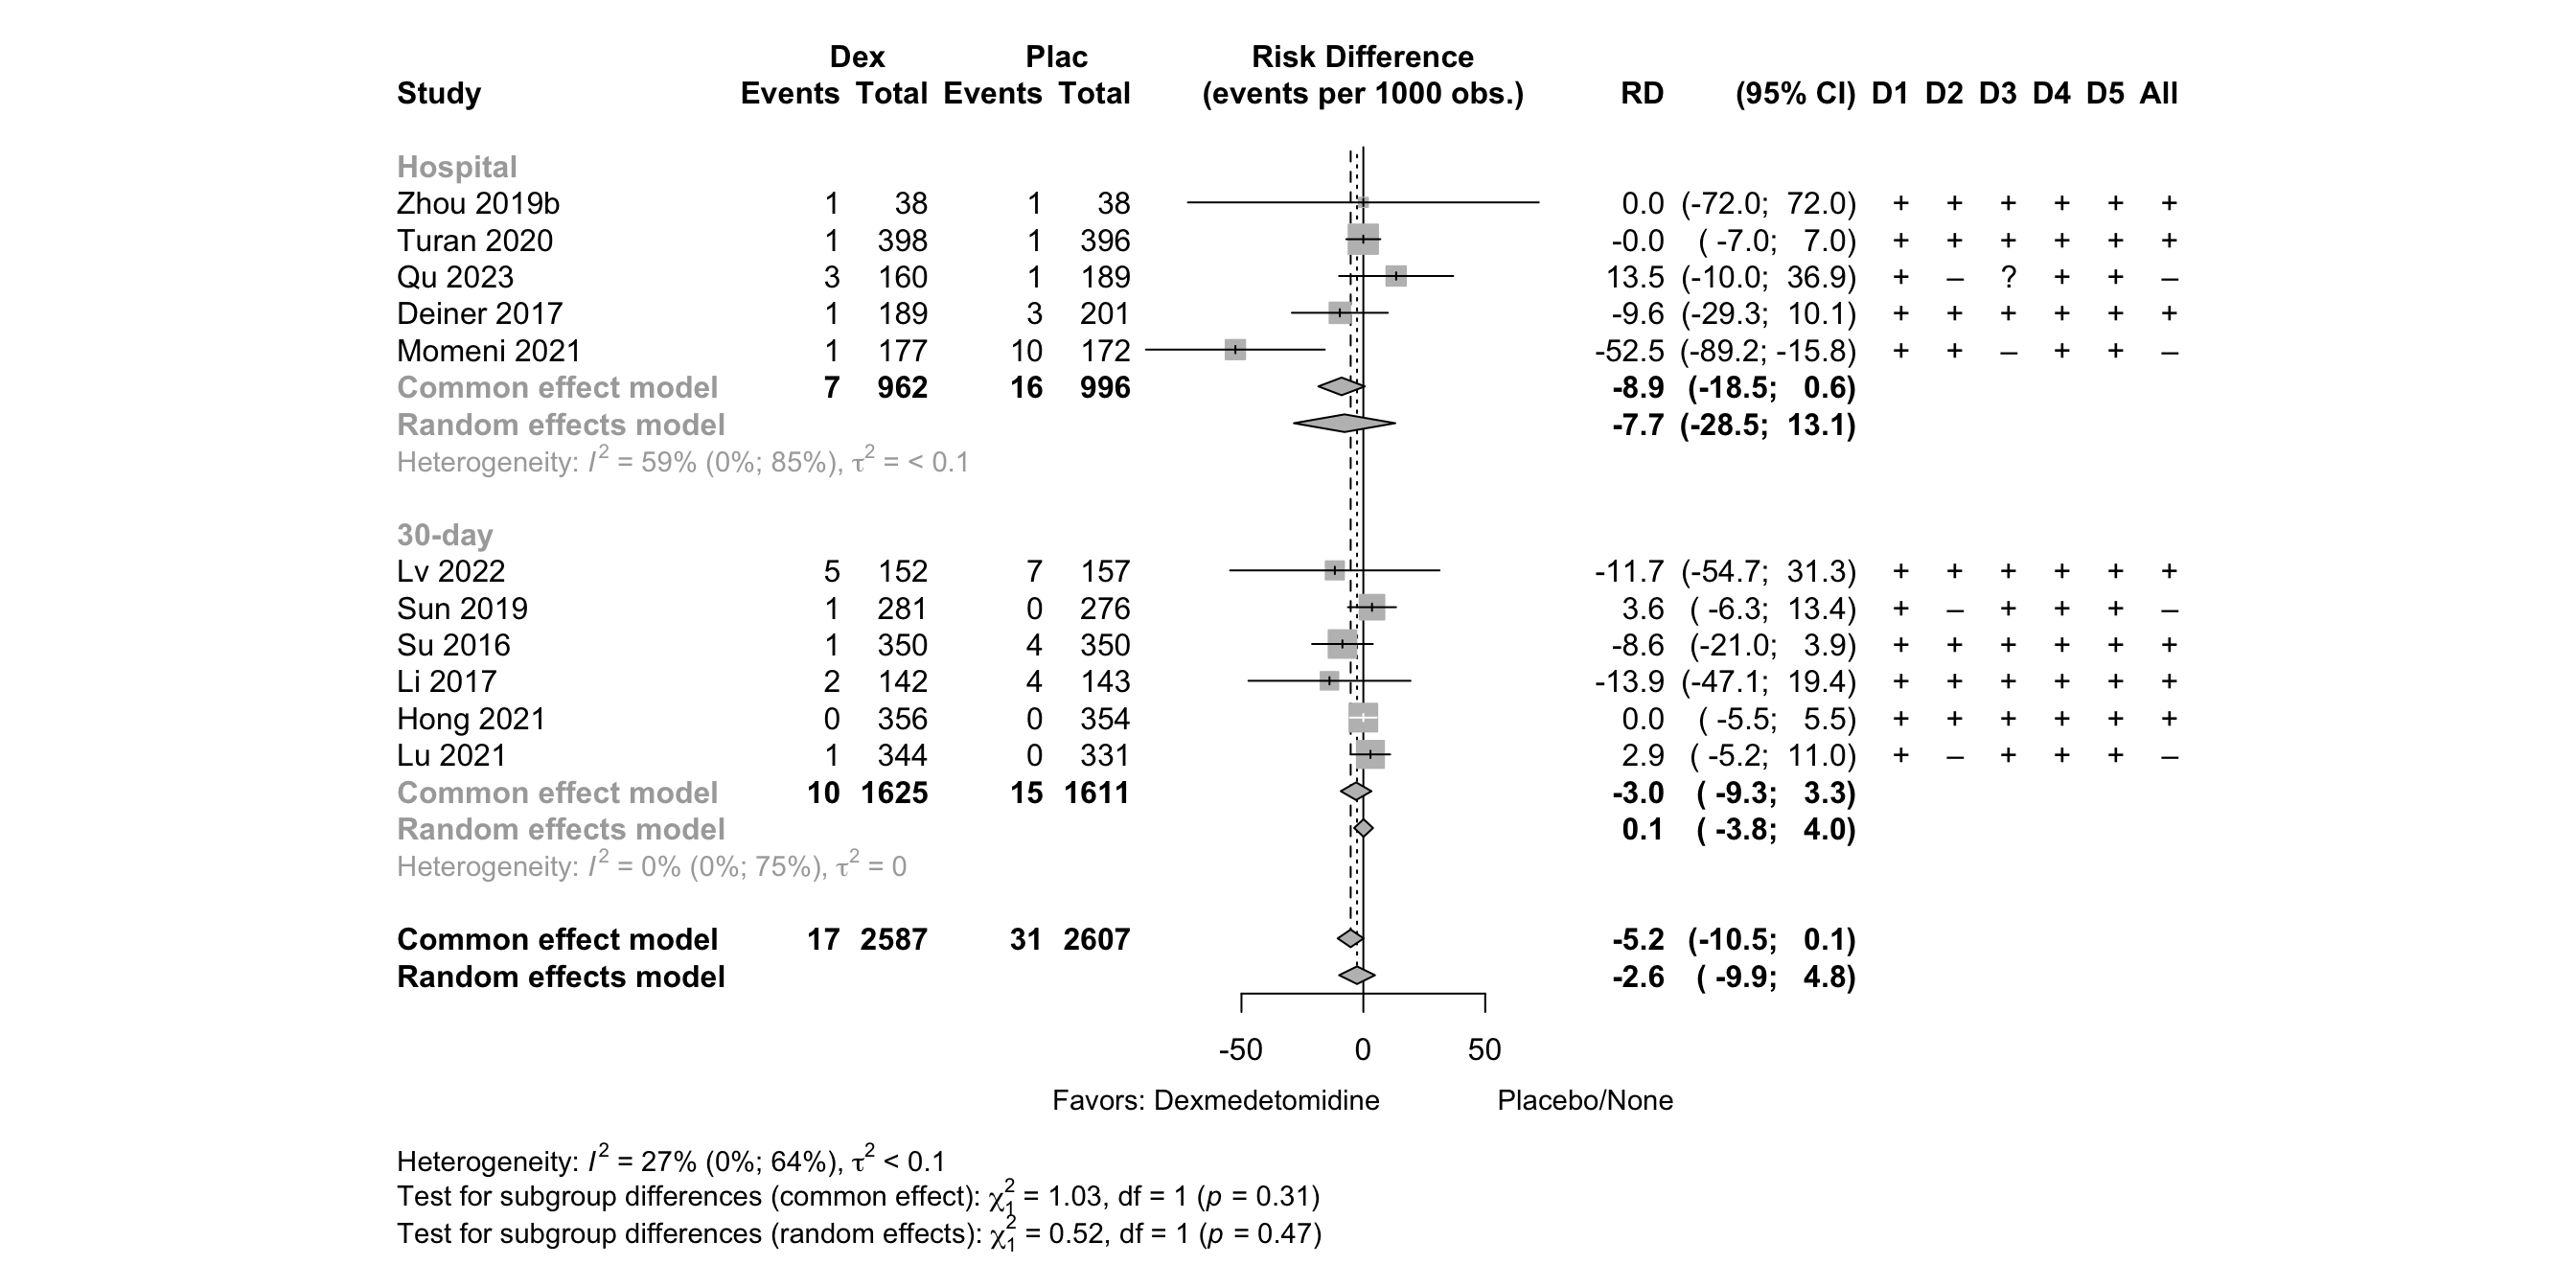 Dex Plac Risk Difference
Study Events Total Events Total (events per 1000 obs.) RD (95% CI) D1 D2 D3 D4 D5 All
Hospital
Zhou 2019b 1 38 1 38 0.0 (-72.0; 72.0) + + + + + +
Turan 2020 1 398 1 396 -0.0 ( -7.0; 7.0) + + + + + +
Qu 2023 3 160 1 189 13.5 (-10.0; 36.9) + – ? + + –
Deiner 2017 1 189 3 201 -9.6 (-29.3; 10.1) + + + + + +
Momeni 2021 1 177 10 172 -52.5 (-89.2; -15.8) + + – + + –
Common effect model 7 962 16 996 -8.9 (-18.5; 0.6)
Random effects model -7.7 (-28.5; 13.1)
Heterogeneity: I² = 59% (0%; 85%), τ² = < 0.1
30-day
Lv 2022 5 152 7 157 -11.7 (-54.7; 31.3) + + + + + +
Sun 2019 1 281 0 276 3.6 ( -6.3; 13.4) + – + + + –
Su 2016 1 350 4 350 -8.6 (-21.0; 3.9) + + + + + +
Li 2017 2 142 4 143 -13.9 (-47.1; 19.4) + + + + + +
Hong 2021 0 356 0 354 0.0 ( -5.5; 5.5) + + + + + +
Lu 2021 1 344 0 331 2.9 ( -5.2; 11.0) + – + + + –
Common effect model 10 1625 15 1611 -3.0 ( -9.3; 3.3)
Random effects model 0.1 ( -3.8; 4.0)
Heterogeneity: I² = 0% (0%; 75%), τ² = 0
Common effect model 17 2587 31 2607 -5.2 (-10.5; 0.1)
Random effects model -2.6 ( -9.9; 4.8)
-50 0 50
Favors: Dexmedetomidine Placebo/None
Heterogeneity: I² = 27% (0%; 64%), τ² < 0.1
Test for subgroup differences (common effect): χ₁² = 1.03, df = 1 (p = 0.31)
Test for subgroup differences (random effects): χ₁² = 0.52, df = 1 (p = 0.47)